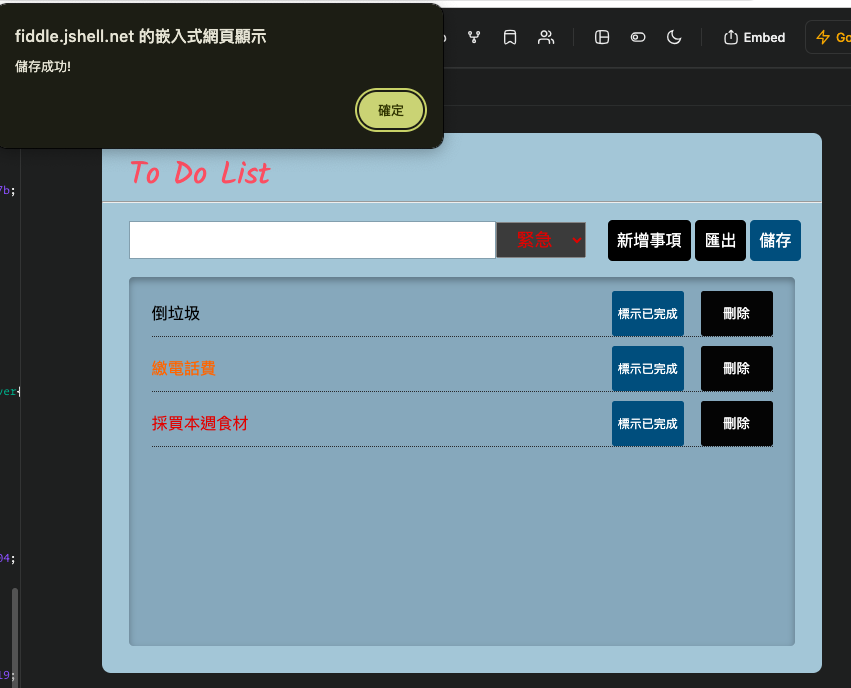 fiddle.jshell.net 的嵌入式網頁顯示
儲存成功!
確定
Embed
Go
7b;
To Do List
緊急
新增事項
匯出
儲存
倒垃圾
標示已完成
刪除
繳電話費
標示已完成
刪除
採買本週食材
標示已完成
刪除
ver{
04;
19;